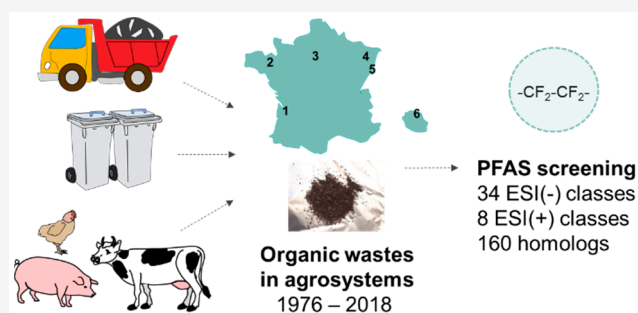 1
2
3
4
5
6
Organic wastes
in agrosystems
1976 – 2018
-CF₂-CF₂-
PFAS screening
34 ESI(-) classes
8 ESI(+) classes
160 homologs